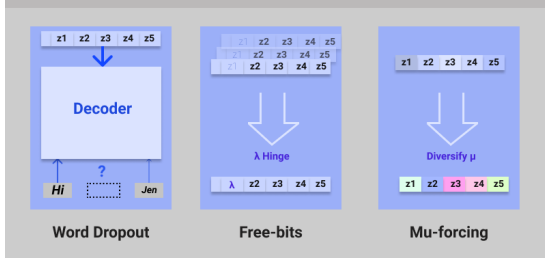 z1 z2 z3 z4 z5
Decoder
?
Hi Jen
Word Dropout
z1 z2 z3 z4 z5
z1 z2 z3 z4 z5
z1 z2 z3 z4 z5
λ Hinge
λ z2 z3 z4 z5
Free-bits
z1 z2 z3 z4 z5
Diversify μ
z1 z2 z3 z4 z5
Mu-forcing